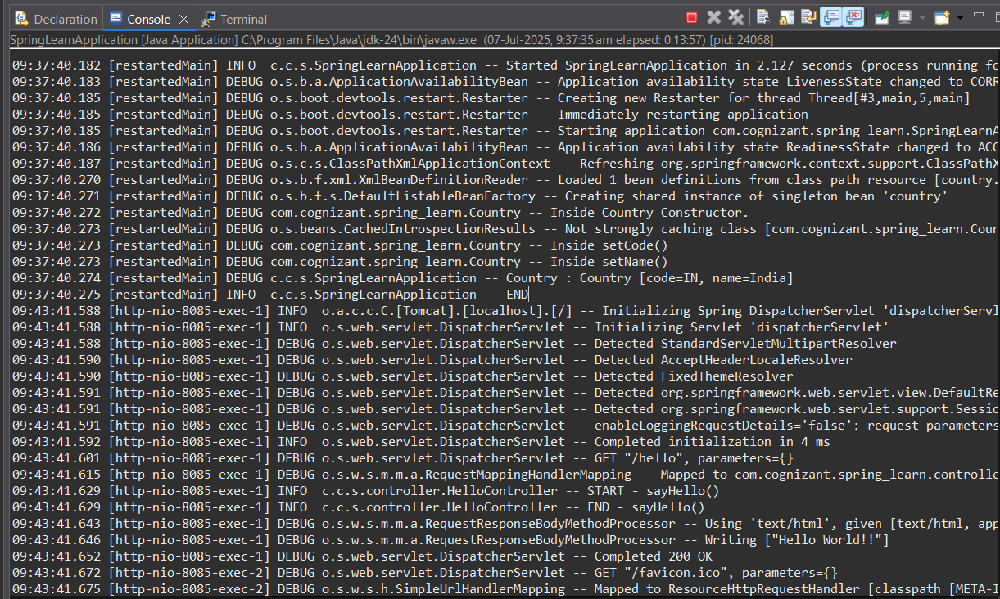 Declaration Console Terminal
SpringLearnApplication [Java Application] C:\Program Files\Java\jdk-24\bin\javaw.exe (07-Jul-2025, 9:37:35 am elapsed: 0:13:57) [pid: 24068]
09:37:40.182 [restartedMain] INFO  c.c.s.SpringLearnApplication -- Started SpringLearnApplication in 2.127 seconds (process running fo
09:37:40.183 [restartedMain] DEBUG o.s.b.a.ApplicationAvailabilityBean -- Application availability state LivenessState changed to CORR
09:37:40.185 [restartedMain] DEBUG o.s.boot.devtools.restart.Restarter -- Creating new Restarter for thread Thread[#3,main,5,main]
09:37:40.185 [restartedMain] DEBUG o.s.boot.devtools.restart.Restarter -- Immediately restarting application
09:37:40.185 [restartedMain] DEBUG o.s.boot.devtools.restart.Restarter -- Starting application com.cognizant.spring_learn.SpringLearnA
09:37:40.186 [restartedMain] DEBUG o.s.b.a.ApplicationAvailabilityBean -- Application availability state ReadinessState changed to ACC
09:37:40.187 [restartedMain] DEBUG o.s.c.s.ClassPathXmlApplicationContext -- Refreshing org.springframework.context.support.ClassPathX
09:37:40.270 [restartedMain] DEBUG o.s.b.f.xml.XmlBeanDefinitionReader -- Loaded 1 bean definitions from class path resource [country.
09:37:40.271 [restartedMain] DEBUG o.s.b.f.s.DefaultListableBeanFactory -- Creating shared instance of singleton bean 'country'
09:37:40.272 [restartedMain] DEBUG com.cognizant.spring_learn.Country -- Inside Country Constructor.
09:37:40.273 [restartedMain] DEBUG o.s.beans.CachedIntrospectionResults -- Not strongly caching class [com.cognizant.spring_learn.Coun
09:37:40.273 [restartedMain] DEBUG com.cognizant.spring_learn.Country -- Inside setCode()
09:37:40.273 [restartedMain] DEBUG com.cognizant.spring_learn.Country -- Inside setName()
09:37:40.274 [restartedMain] DEBUG c.c.s.SpringLearnApplication -- Country : Country [code=IN, name=India]
09:37:40.275 [restartedMain] INFO  c.c.s.SpringLearnApplication -- END
09:43:41.588 [http-nio-8085-exec-1] INFO  o.a.c.c.C.[Tomcat].[localhost].[/] -- Initializing Spring DispatcherServlet 'dispatcherServl
09:43:41.588 [http-nio-8085-exec-1] INFO  o.s.web.servlet.DispatcherServlet -- Initializing Servlet 'dispatcherServlet'
09:43:41.588 [http-nio-8085-exec-1] DEBUG o.s.web.servlet.DispatcherServlet -- Detected StandardServletMultipartResolver
09:43:41.590 [http-nio-8085-exec-1] DEBUG o.s.web.servlet.DispatcherServlet -- Detected AcceptHeaderLocaleResolver
09:43:41.590 [http-nio-8085-exec-1] DEBUG o.s.web.servlet.DispatcherServlet -- Detected FixedThemeResolver
09:43:41.591 [http-nio-8085-exec-1] DEBUG o.s.web.servlet.DispatcherServlet -- Detected org.springframework.web.servlet.view.DefaultRe
09:43:41.591 [http-nio-8085-exec-1] DEBUG o.s.web.servlet.DispatcherServlet -- Detected org.springframework.web.servlet.support.Sessio
09:43:41.591 [http-nio-8085-exec-1] DEBUG o.s.web.servlet.DispatcherServlet -- enableLoggingRequestDetails='false': request parameters
09:43:41.592 [http-nio-8085-exec-1] INFO  o.s.web.servlet.DispatcherServlet -- Completed initialization in 4 ms
09:43:41.601 [http-nio-8085-exec-1] DEBUG o.s.web.servlet.DispatcherServlet -- GET "/hello", parameters={}
09:43:41.615 [http-nio-8085-exec-1] DEBUG o.s.w.s.m.m.a.RequestMappingHandlerMapping -- Mapped to com.cognizant.spring_learn.controlle
09:43:41.629 [http-nio-8085-exec-1] INFO  c.c.s.controller.HelloController -- START - sayHello()
09:43:41.629 [http-nio-8085-exec-1] INFO  c.c.s.controller.HelloController -- END - sayHello()
09:43:41.643 [http-nio-8085-exec-1] DEBUG o.s.w.s.m.m.a.RequestResponseBodyMethodProcessor -- Using 'text/html', given [text/html, app
09:43:41.646 [http-nio-8085-exec-1] DEBUG o.s.w.s.m.m.a.RequestResponseBodyMethodProcessor -- Writing ["Hello World!!"]
09:43:41.652 [http-nio-8085-exec-1] DEBUG o.s.web.servlet.DispatcherServlet -- Completed 200 OK
09:43:41.672 [http-nio-8085-exec-2] DEBUG o.s.web.servlet.DispatcherServlet -- GET "/favicon.ico", parameters={}
09:43:41.675 [http-nio-8085-exec-2] DEBUG o.s.w.s.h.SimpleUrlHandlerMapping -- Mapped to ResourceHttpRequestHandler [classpath [META-I